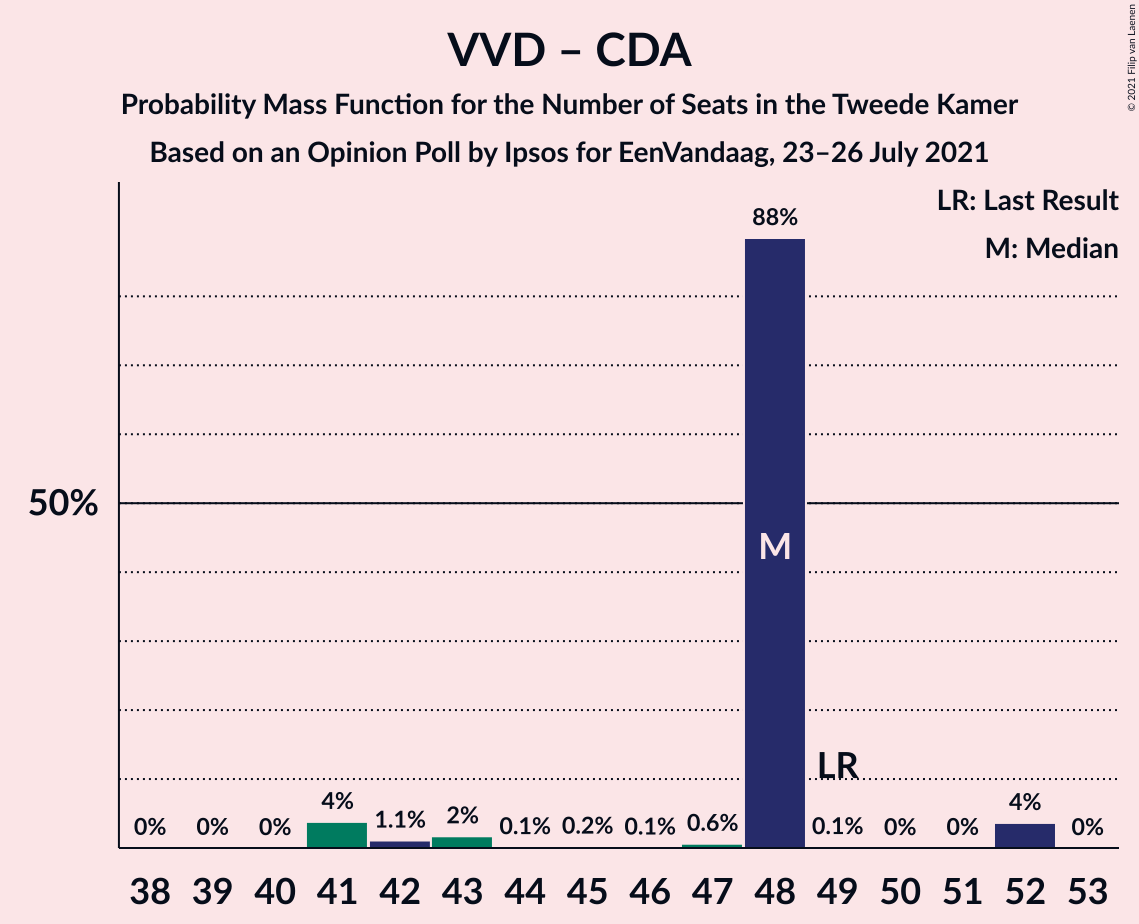 VVD – CDA
Probability Mass Function for the Number of Seats in the Tweede Kamer
Based on an Opinion Poll by Ipsos for EenVandaag, 23–26 July 2021
© 2021 Filip van Laenen
LR: Last Result
M: Median
88%
50%
M
LR
0% 0% 0% 4% 1.1% 2% 0.1% 0.2% 0.1% 0.6% 0.1% 0% 0% 4% 0%
38 39 40 41 42 43 44 45 46 47 48 49 50 51 52 53